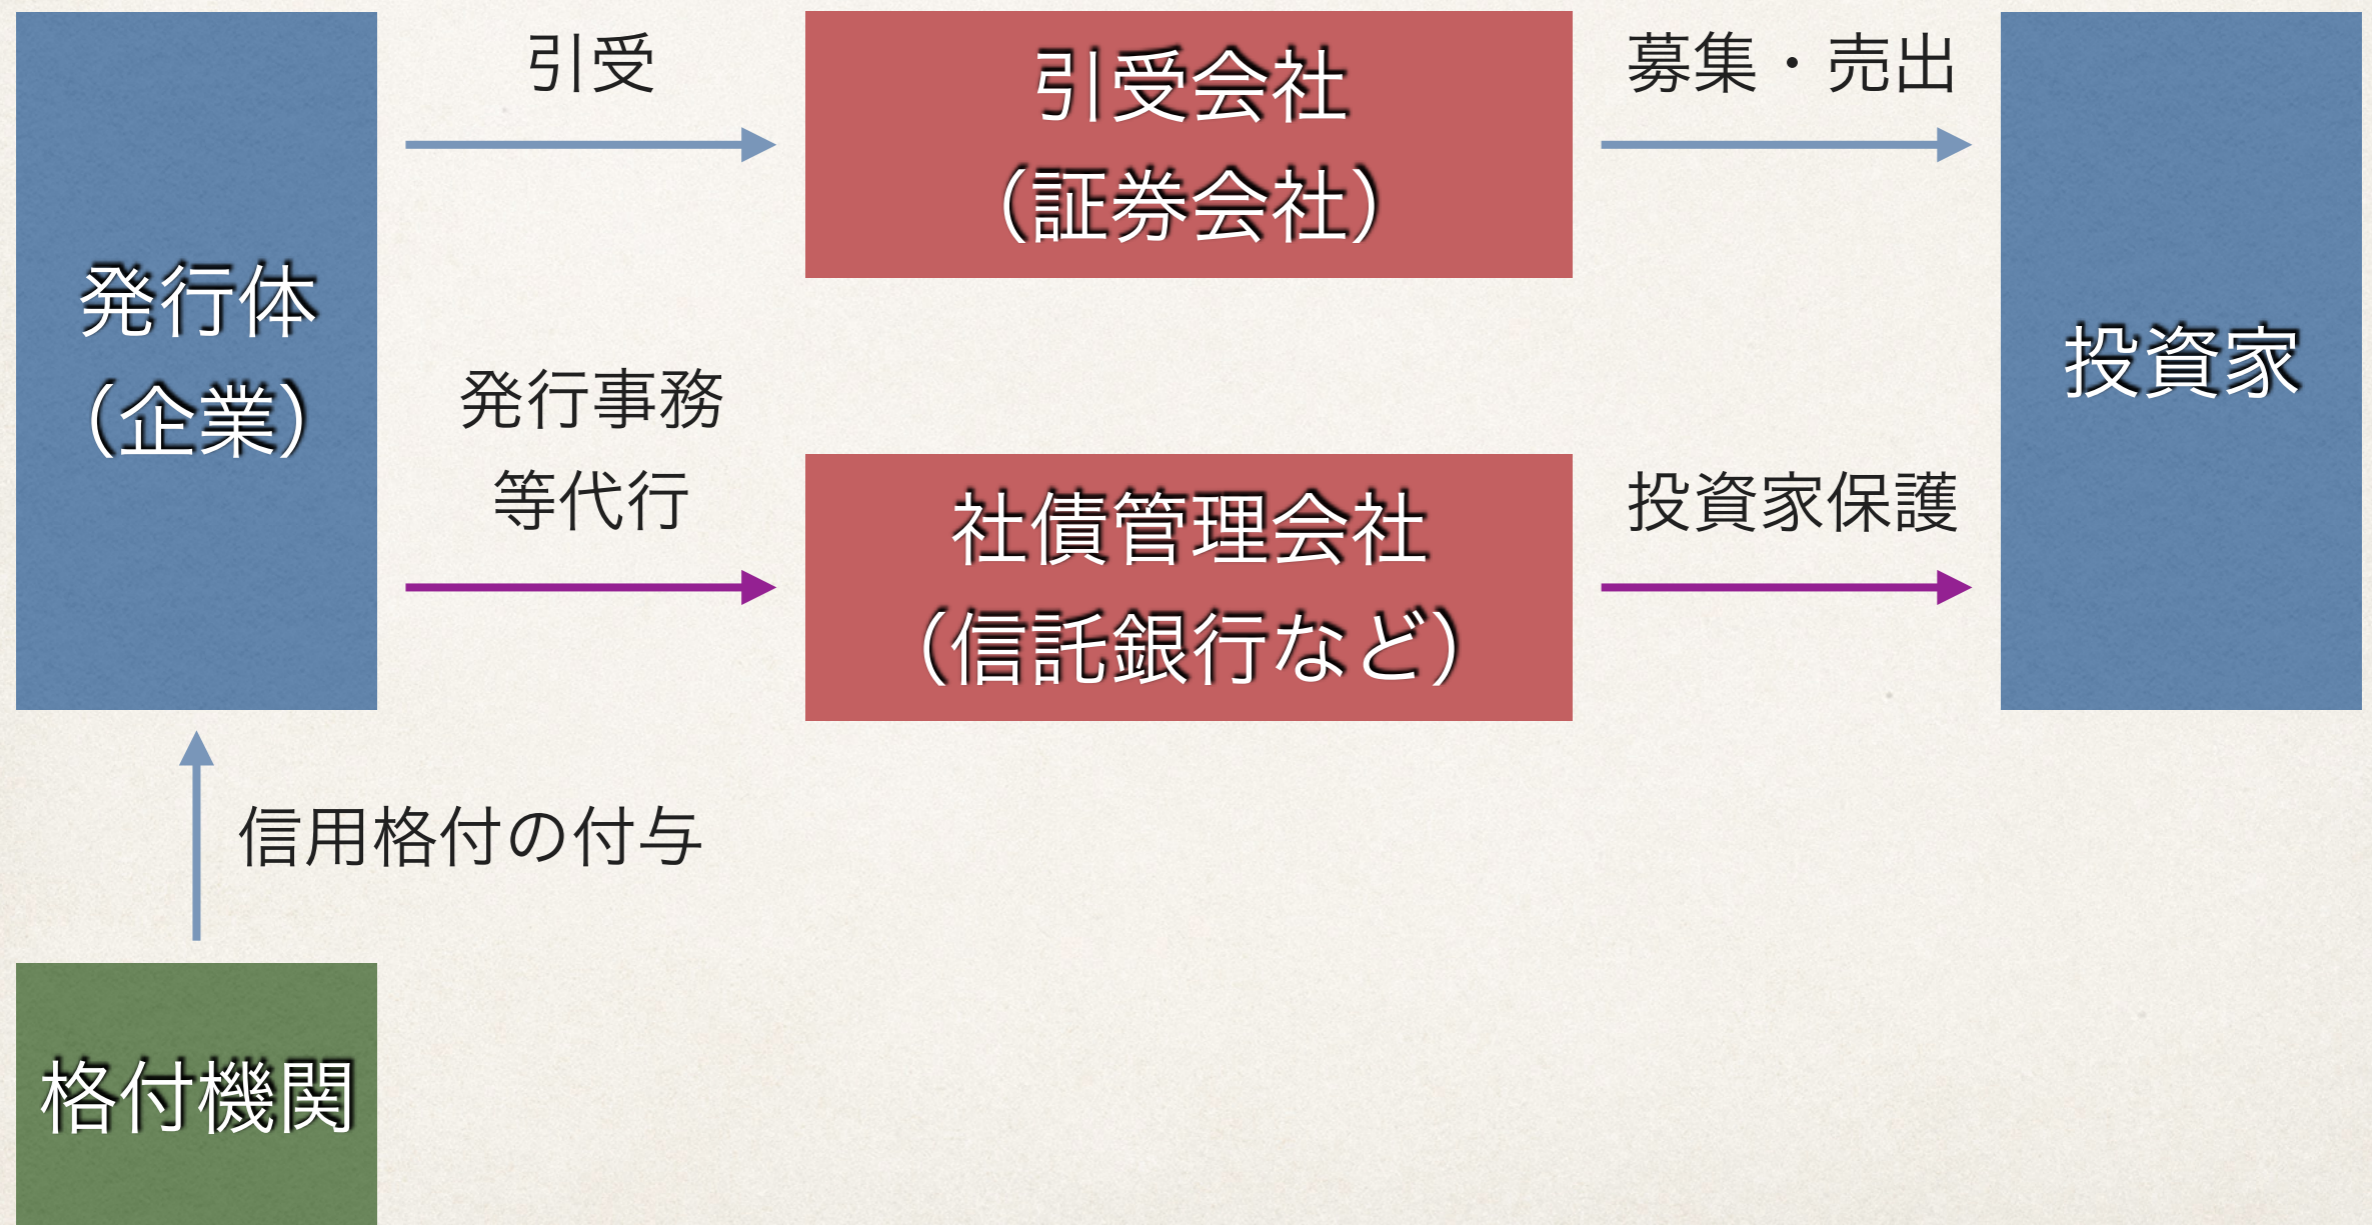 発行体
（企業）
引受
引受会社
（証券会社）
募集・売出
投資家
発行事務
等代行
社債管理会社
（信託銀行など）
投資家保護
信用格付の付与
格付機関